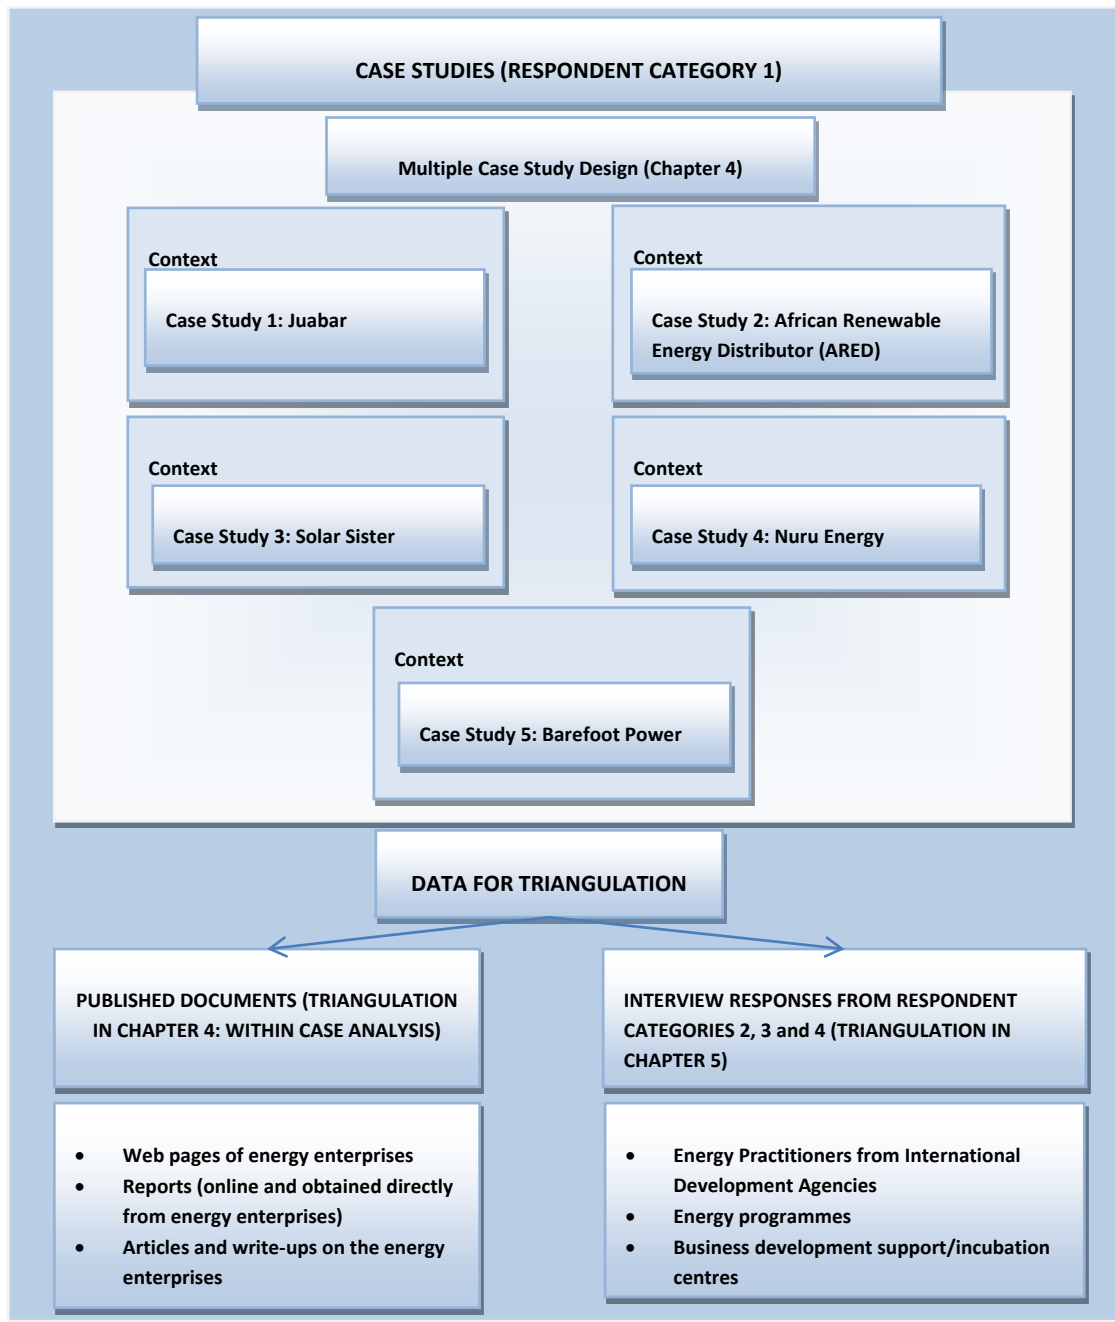 CASE STUDIES (RESPONDENT CATEGORY 1)
Multiple Case Study Design (Chapter 4)
Context
Case Study 1: Juabar
Context
Case Study 2: African Renewable
Energy Distributor (ARED)
Context
Case Study 3: Solar Sister
Context
Case Study 4: Nuru Energy
Context
Case Study 5: Barefoot Power
DATA FOR TRIANGULATION
PUBLISHED DOCUMENTS (TRIANGULATION
IN CHAPTER 4: WITHIN CASE ANALYSIS)
INTERVIEW RESPONSES FROM RESPONDENT
CATEGORIES 2, 3 and 4 (TRIANGULATION IN
CHAPTER 5)
• Web pages of energy enterprises
• Reports (online and obtained directly
from energy enterprises)
• Articles and write-ups on the energy
enterprises
• Energy Practitioners from International
Development Agencies
• Energy programmes
• Business development support/incubation
centres